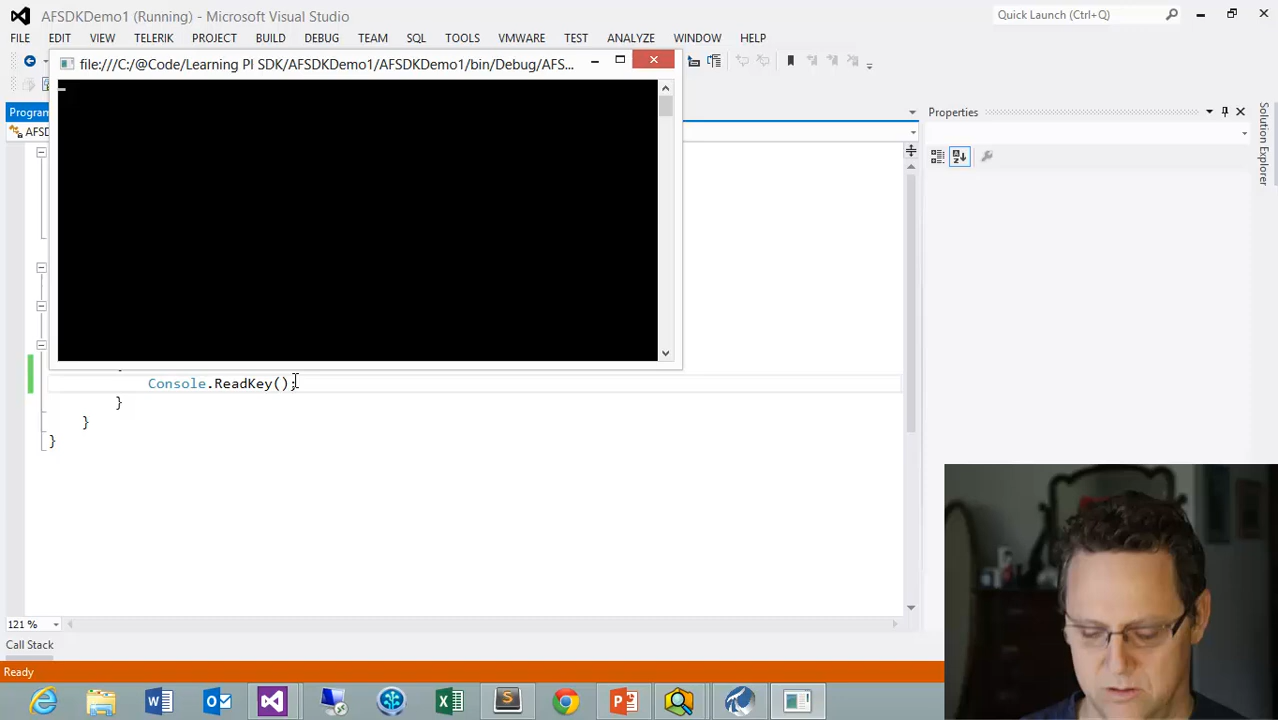 AFSDKDemo1 (Running) - Microsoft Visual Studio
Quick Launch (Ctrl+Q)
FILE EDIT VIEW TELERIK PROJECT BUILD DEBUG TEAM SQL TOOLS VMWARE TEST ANALYZE WINDOW HELP
file:///C:/@Code/Learning PI SDK/AFSDKDemo1/AFSDKDemo1/bin/Debug/AFS...
Program
Properties
AFSD
Solution Explorer
Console.ReadKey();
}
}
}
121 %
Call Stack
Ready